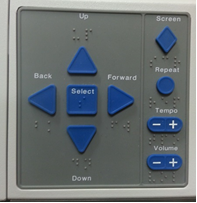 Up
Screen
Back
Select
Forward
Repeat
Tempo
− +
Volume
− +
Down